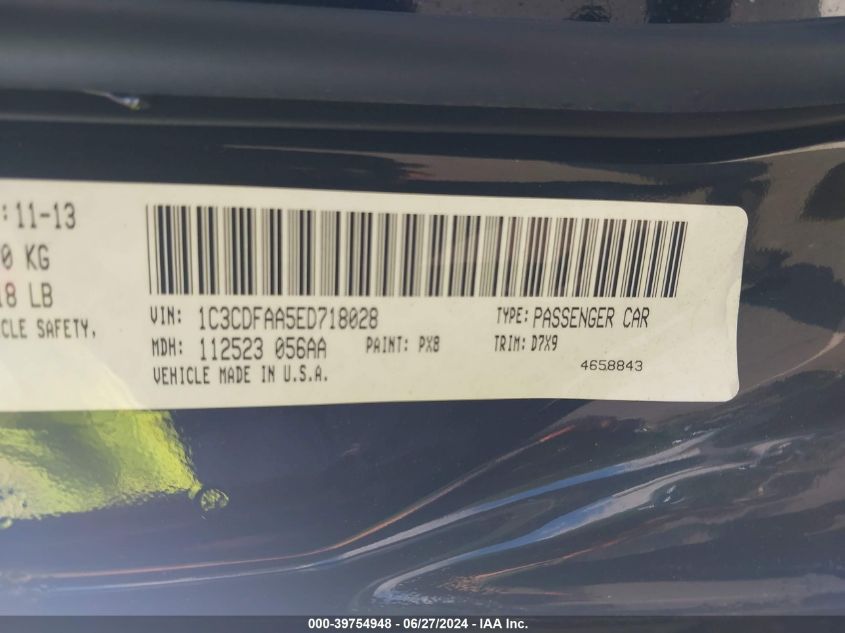 : 11-13
0 KG
18 LB
CLE SAFETY,
VIN: 1C3CDFAA5ED718028 TYPE: PASSENGER CAR
MDH: 112523 056AA PAINT: PX8 TRIM: D7X9
VEHICLE MADE IN U.S.A. 4658843
000-39754948 - 06/27/2024 - IAA Inc.